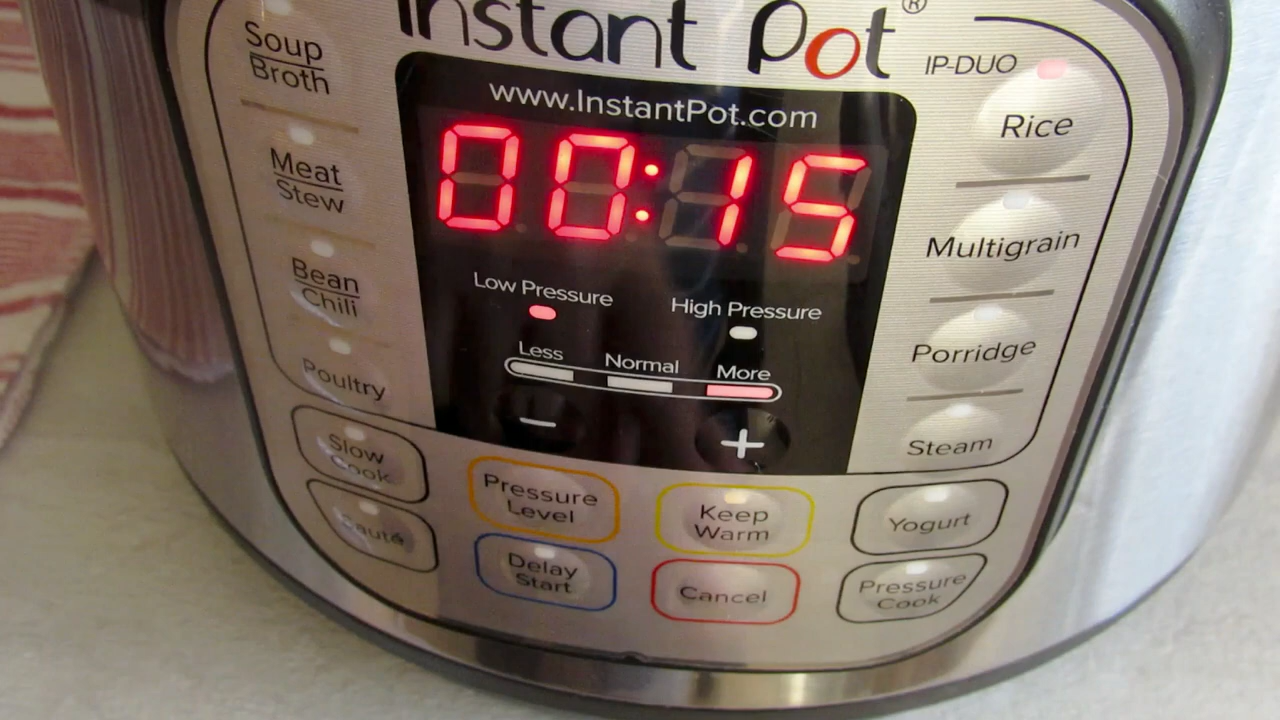 Instant Pot®
IP-DUO
www.InstantPot.com
00:15
Low Pressure
High Pressure
Less
Normal
More
−
+
Soup
Broth
Meat
Stew
Bean
Chili
Poultry
Slow
Cook
Sauté
Rice
Multigrain
Porridge
Steam
Pressure
Level
Keep
Warm
Yogurt
Delay
Start
Cancel
Pressure
Cook